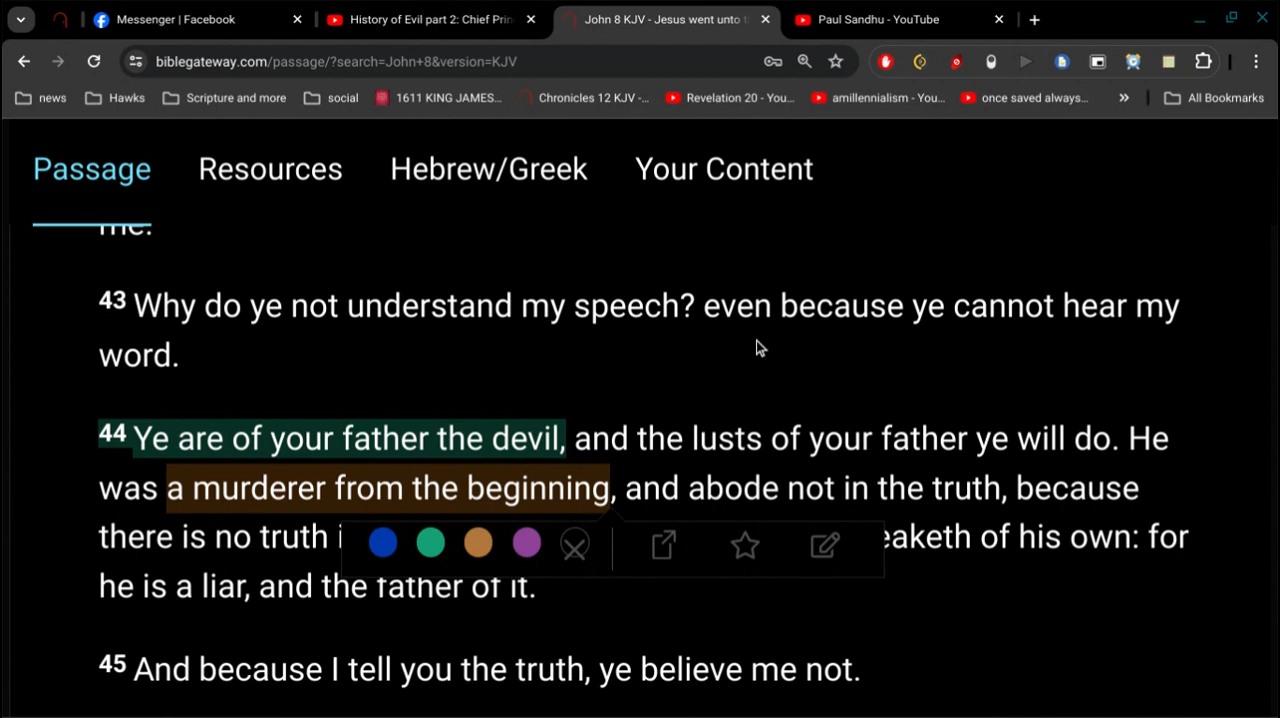 Messenger | Facebook
History of Evil part 2: Chief Prin
John 8 KJV - Jesus went unto t
Paul Sandhu - YouTube
biblegateway.com/passage/?search=John+8&version=KJV
news
Hawks
Scripture and more
social
1611 KING JAMES...
Chronicles 12 KJV -...
Revelation 20 - You...
amillennialism - You...
once saved always...
All Bookmarks
Passage
Resources
Hebrew/Greek
Your Content
me.
43 Why do ye not understand my speech? even because ye cannot hear my
word.
44 Ye are of your father the devil, and the lusts of your father ye will do. He
was a murderer from the beginning, and abode not in the truth, because
there is no truth i eaketh of his own: for
he is a liar, and the father of it.
45 And because I tell you the truth, ye believe me not.